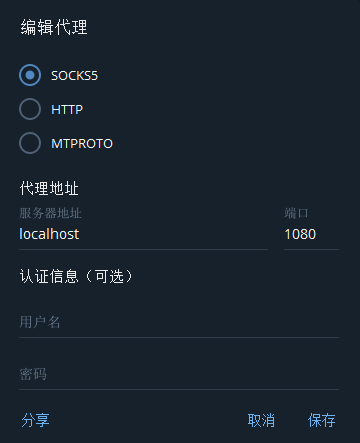 编辑代理
SOCKS5
HTTP
MTPROTO
代理地址
服务器地址 端口
localhost 1080
认证信息（可选）
用户名
密码
分享 取消 保存